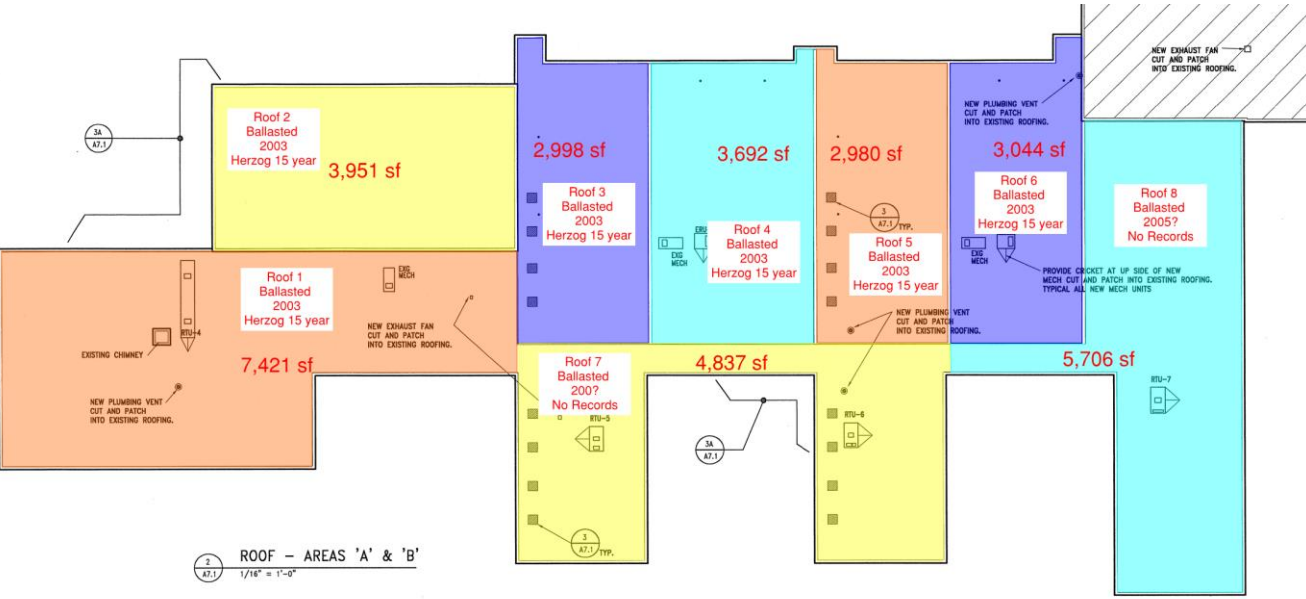 NEW EXHAUST FAN
CUT AND PATCH
INTO EXISTING ROOFING.
3A
A7.1
Roof 2
Ballasted
2003
Herzog 15 year
3,951 sf
2,998 sf
Roof 3
Ballasted
2003
Herzog 15 year
3,692 sf
EXG
MECH
Roof 4
Ballasted
2003
Herzog 15 year
2,980 sf
3
A7.1
TYP.
Roof 5
Ballasted
2003
Herzog 15 year
NEW PLUMBING VENT
CUT AND PATCH
INTO EXISTING ROOFING.
3,044 sf
Roof 6
Ballasted
2003
Herzog 15 year
EXG
MECH
PROVIDE CRICKET AT UP SIDE OF NEW
MECH CUT AND PATCH INTO EXISTING ROOFING.
TYPICAL ALL NEW MECH UNITS
Roof 8
Ballasted
2005?
No Records
Roof 1
Ballasted
2003
Herzog 15 year
EXG
MECH
RTU-4
EXISTING CHIMNEY
7,421 sf
NEW EXHAUST FAN
CUT AND PATCH
INTO EXISTING ROOFING.
NEW PLUMBING VENT
CUT AND PATCH
INTO EXISTING ROOFING.
NEW PLUMBING VENT
CUT AND PATCH
INTO EXISTING ROOFING.
Roof 7
Ballasted
200?
No Records
4,837 sf
5,706 sf
RTU-5
RTU-6
RTU-7
3A
A7.1
3
A7.1
TYP.
2
A7.1
ROOF - AREAS 'A' & 'B'
1/16" = 1'-0"